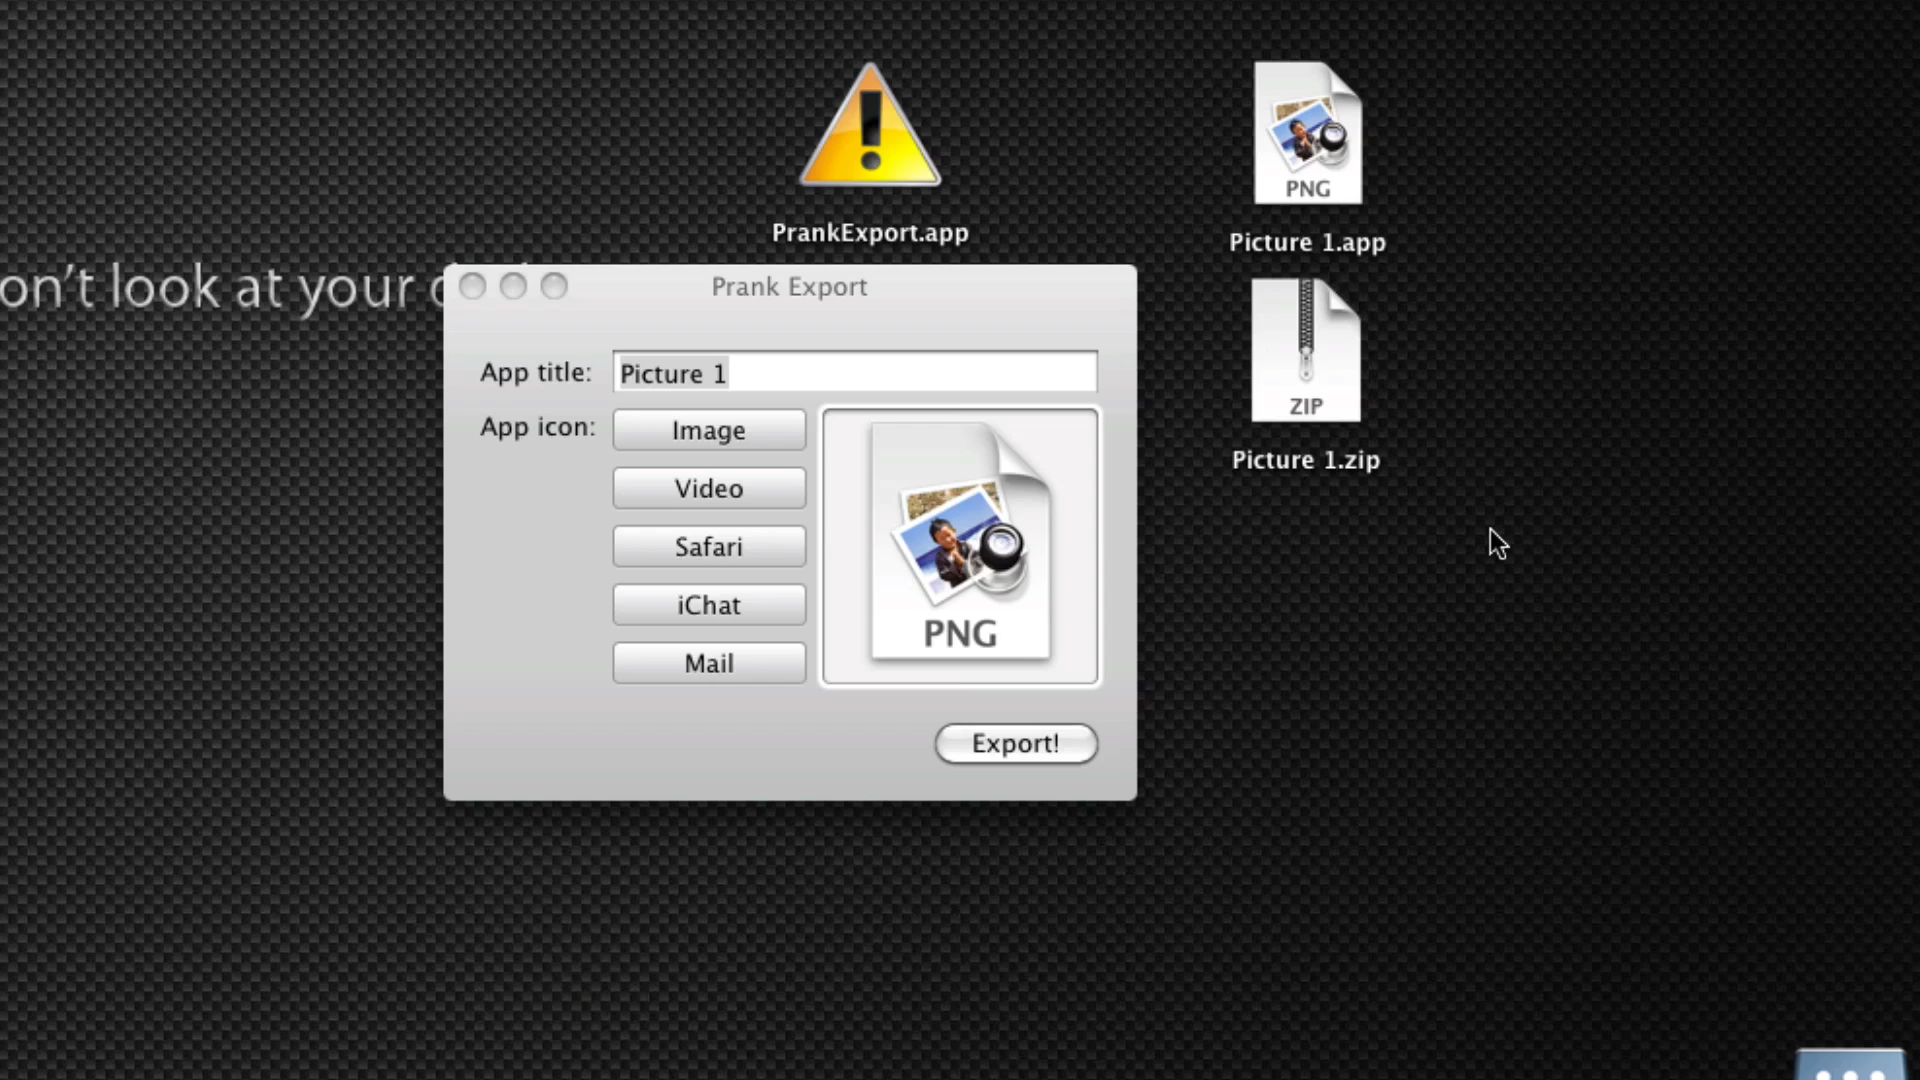 PNG
PrankExport.app
Picture 1.app
on't look at your
Prank Export
App title: Picture 1
App icon: Image
Video
Safari
iChat
Mail
PNG
Export!
ZIP
Picture 1.zip